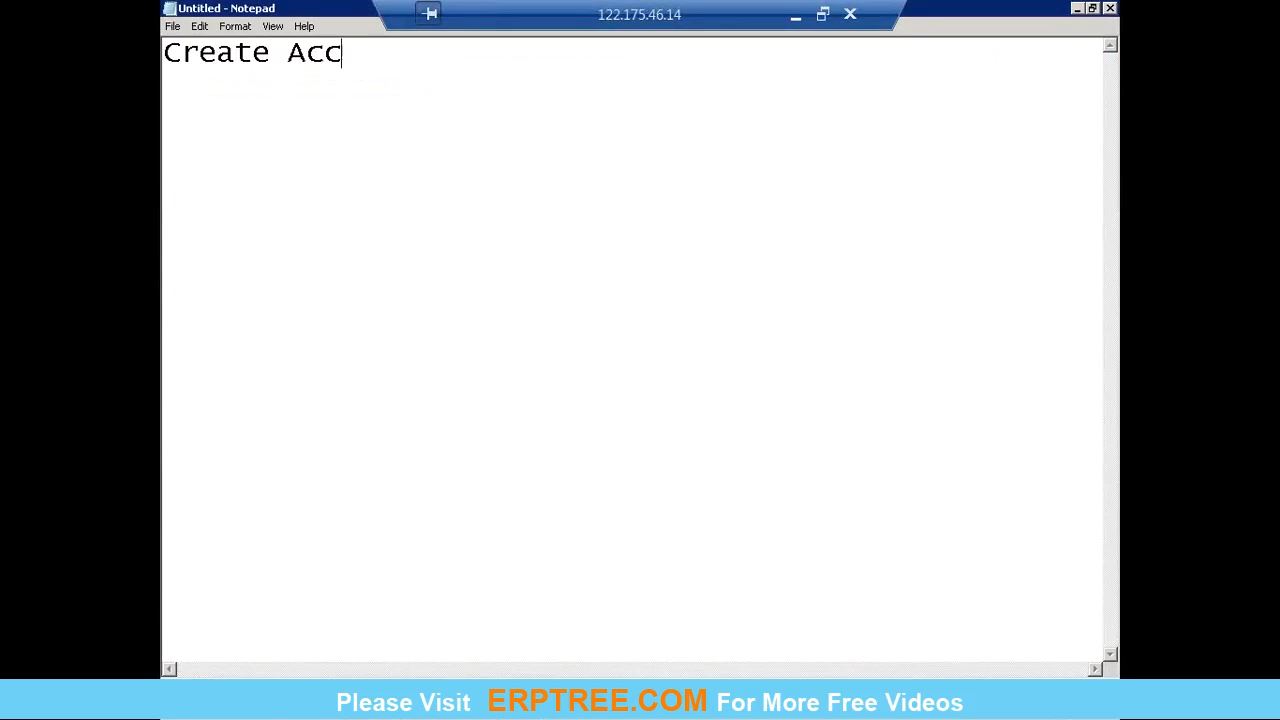 Untitled - Notepad
122.175.46.14
File Edit Format View Help
Create Acc
Please Visit ERPTREE.COM For More Free Videos